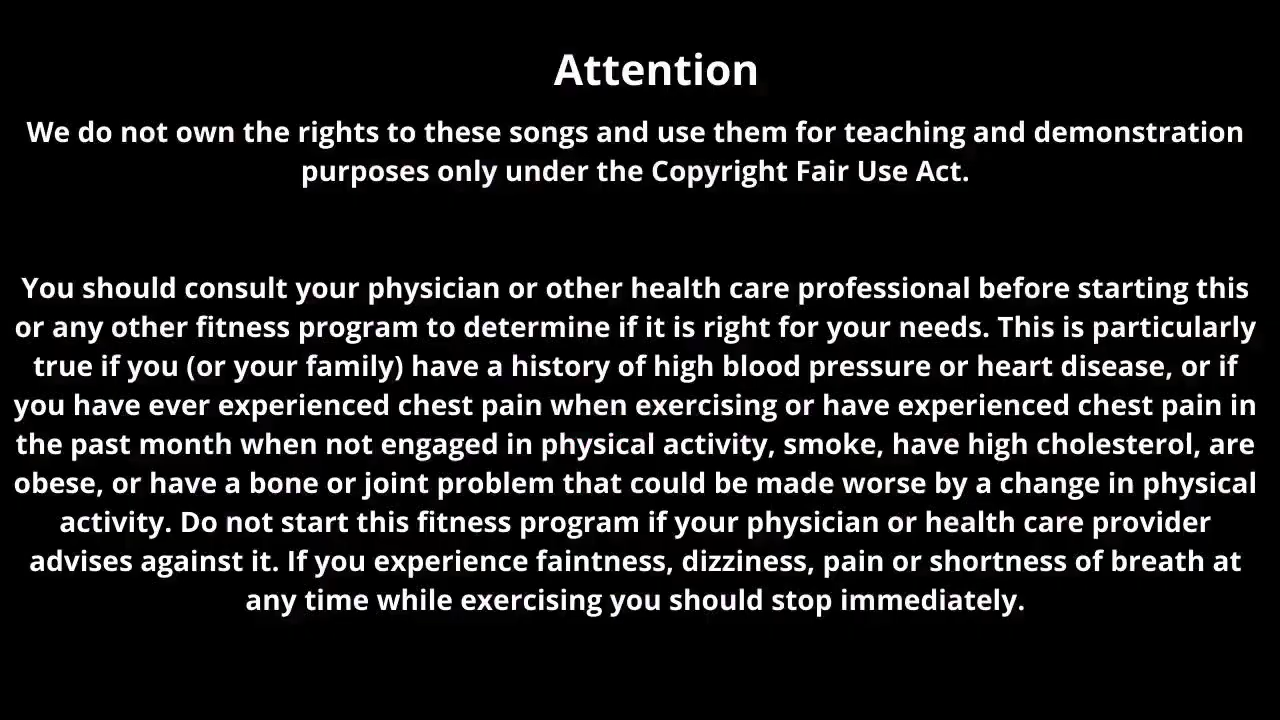 Attention
We do not own the rights to these songs and use them for teaching and demonstration
purposes only under the Copyright Fair Use Act.
You should consult your physician or other health care professional before starting this
or any other fitness program to determine if it is right for your needs. This is particularly
true if you (or your family) have a history of high blood pressure or heart disease, or if
you have ever experienced chest pain when exercising or have experienced chest pain in
the past month when not engaged in physical activity, smoke, have high cholesterol, are
obese, or have a bone or joint problem that could be made worse by a change in physical
activity. Do not start this fitness program if your physician or health care provider
advises against it. If you experience faintness, dizziness, pain or shortness of breath at
any time while exercising you should stop immediately.